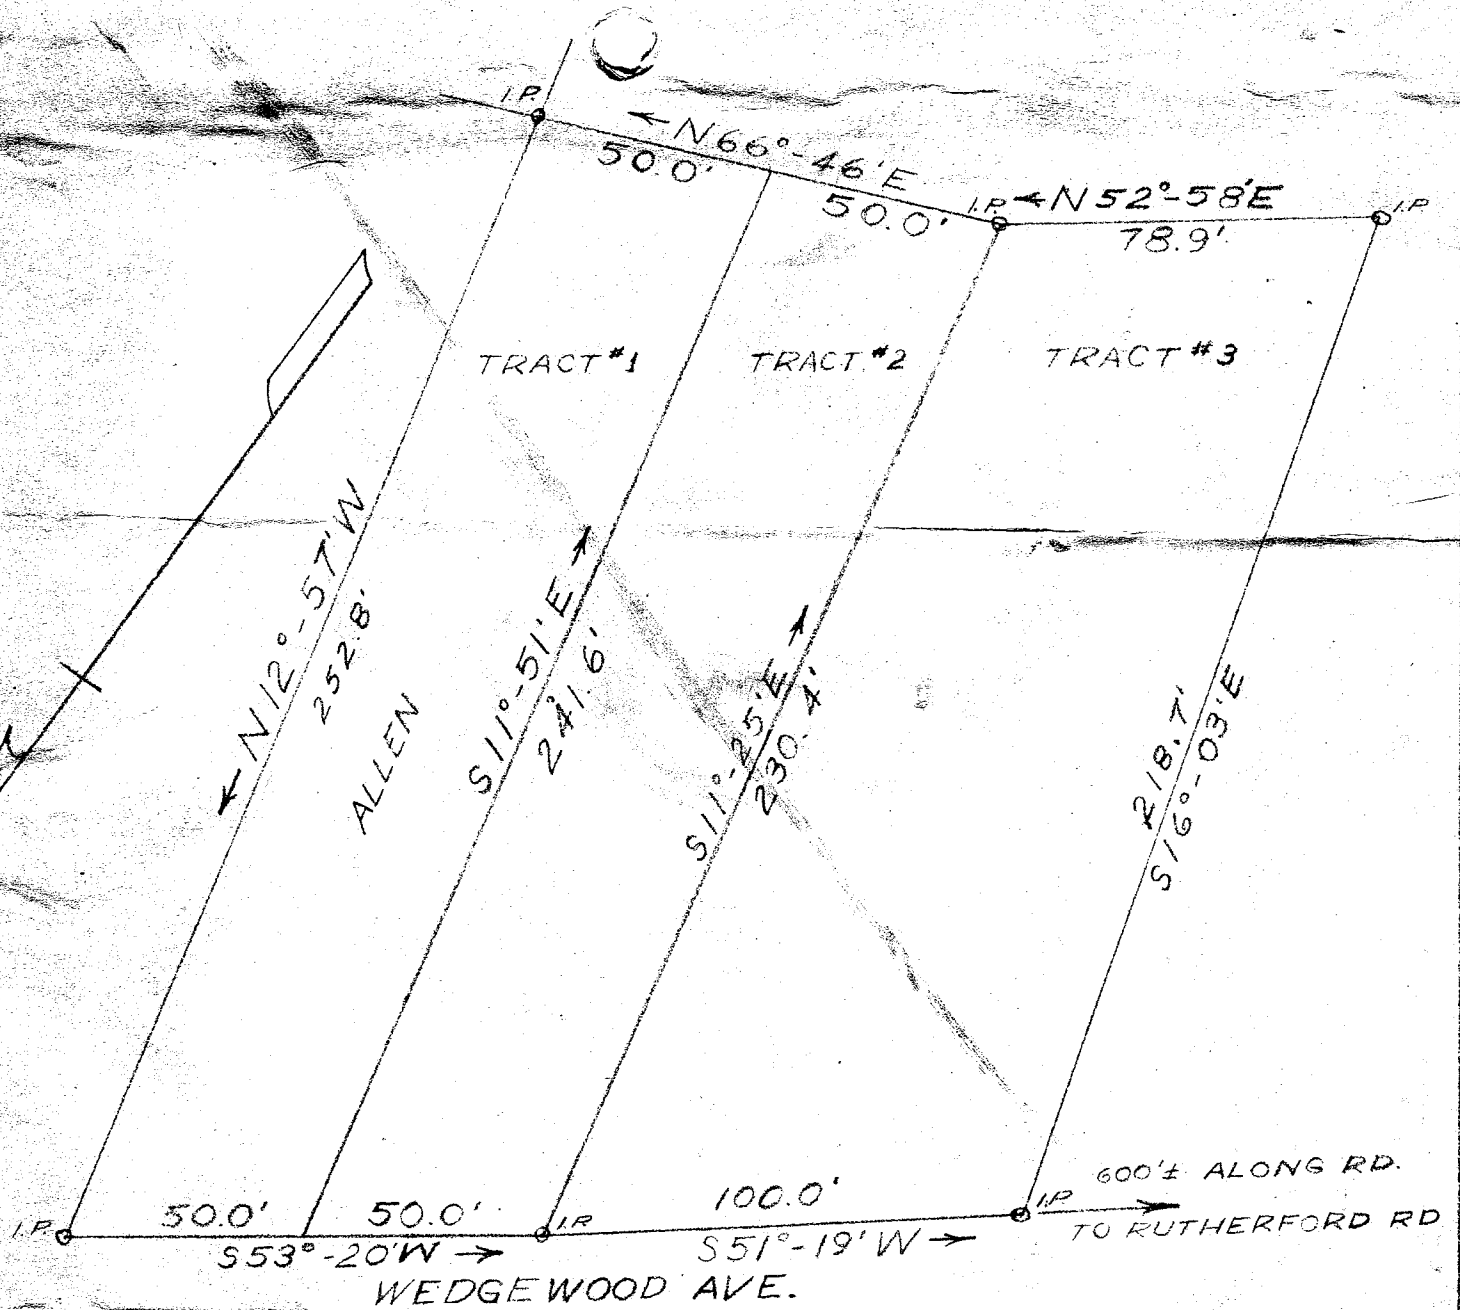 I.P.
N66°-46'E
50.0'
50.0'
I.P.
N52°-58'E
78.9'
I.P.
TRACT #1
TRACT #2
TRACT #3
N12°-57'W
252.8'
ALLEN
S11°-51'E
241.6'
S11°-25'E
230.4'
218.7'
S16°-03'E
I.P.
50.0'
50.0'
I.P.
100.0'
I.P.
600'± ALONG RD.
TO RUTHERFORD RD
S53°-20'W
S51°-19'W
WEDGEWOOD AVE.